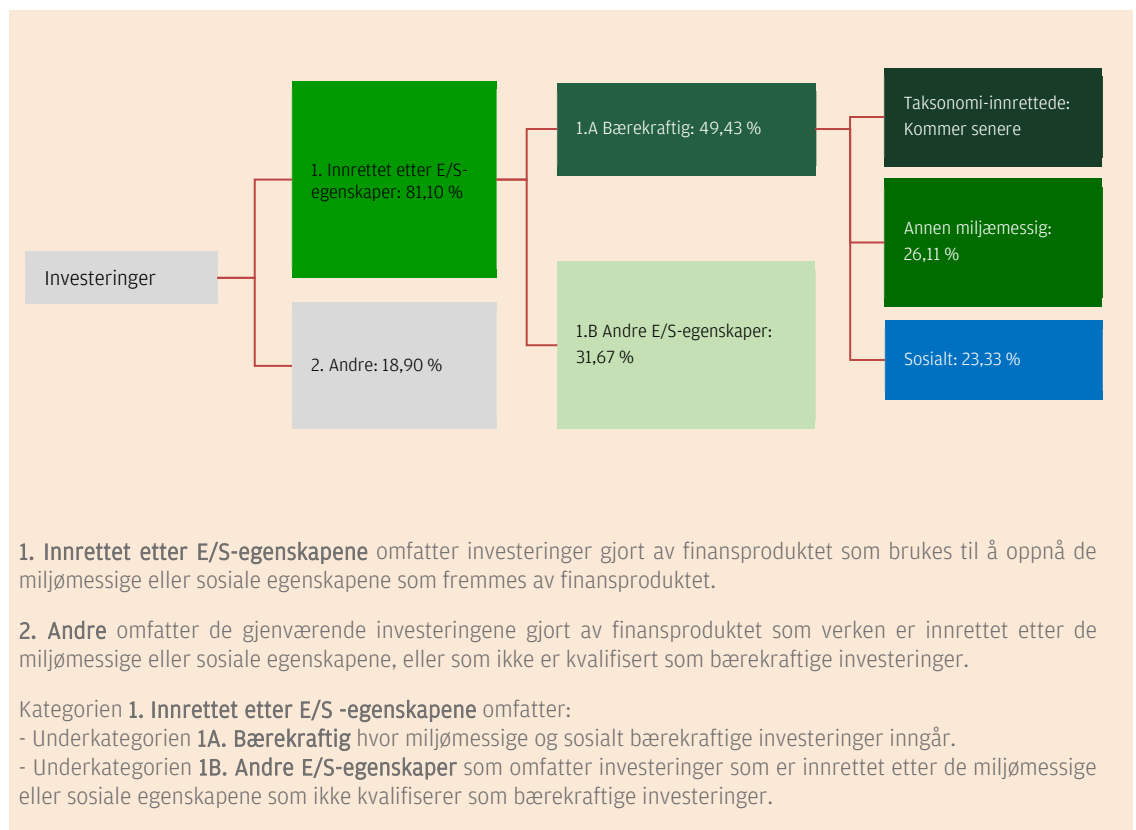 Investeringer
1. Innrettet etter E/S-
egenskaper: 81,10 %
2. Andre: 18,90 %
1.A Bærekraftig: 49,43 %
1.B Andre E/S-egenskaper:
31,67 %
Taksonomi-innrettede:
Kommer senere
Annen miljæmessig:
26,11 %
Sosialt: 23,33 %
1. Innrettet etter E/S-egenskapene omfatter investeringer gjort av finansproduktet som brukes til å oppnå de
miljømessige eller sosiale egenskapene som fremmes av finansproduktet.
2. Andre omfatter de gjenværende investeringene gjort av finansproduktet som verken er innrettet etter de
miljømessige eller sosiale egenskapene, eller som ikke er kvalifisert som bærekraftige investeringer.
Kategorien 1. Innrettet etter E/S -egenskapene omfatter:
- Underkategorien 1A. Bærekraftig hvor miljømessige og sosialt bærekraftige investeringer inngår.
- Underkategorien 1B. Andre E/S-egenskaper som omfatter investeringer som er innrettet etter de miljømessige
eller sosiale egenskapene som ikke kvalifiserer som bærekraftige investeringer.